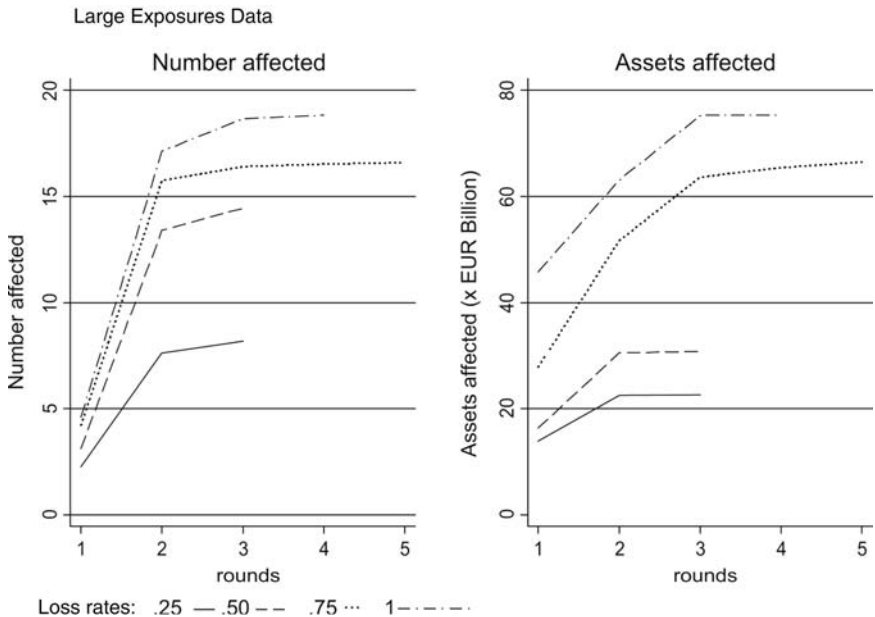 Large Exposures Data
Number affected
Number affected
20
15
10
5
0
1 2 3 4 5
rounds
Assets affected
Assets affected (x EUR Billion)
80
60
40
20
0
1 2 3 4 5
rounds
Loss rates: .25 .50 .75 1